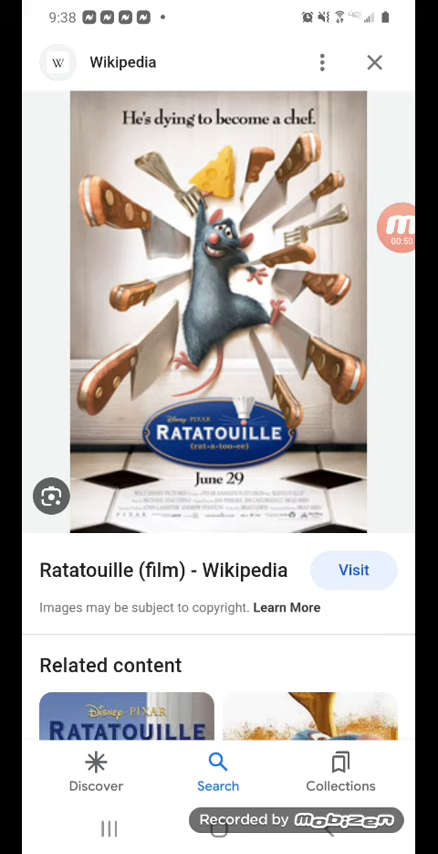 9:38
W Wikipedia
He's dying to become a chef.
00:50
Disney · PIXAR
RATATOUILLE
(rat·a·too·ee)
June 29
PIXAR
Ratatouille (film) - Wikipedia
Visit
Images may be subject to copyright. Learn More
Related content
Disney · PIXAR
RATATOUILLE
Discover
Search
Collections
Recorded by mobizen